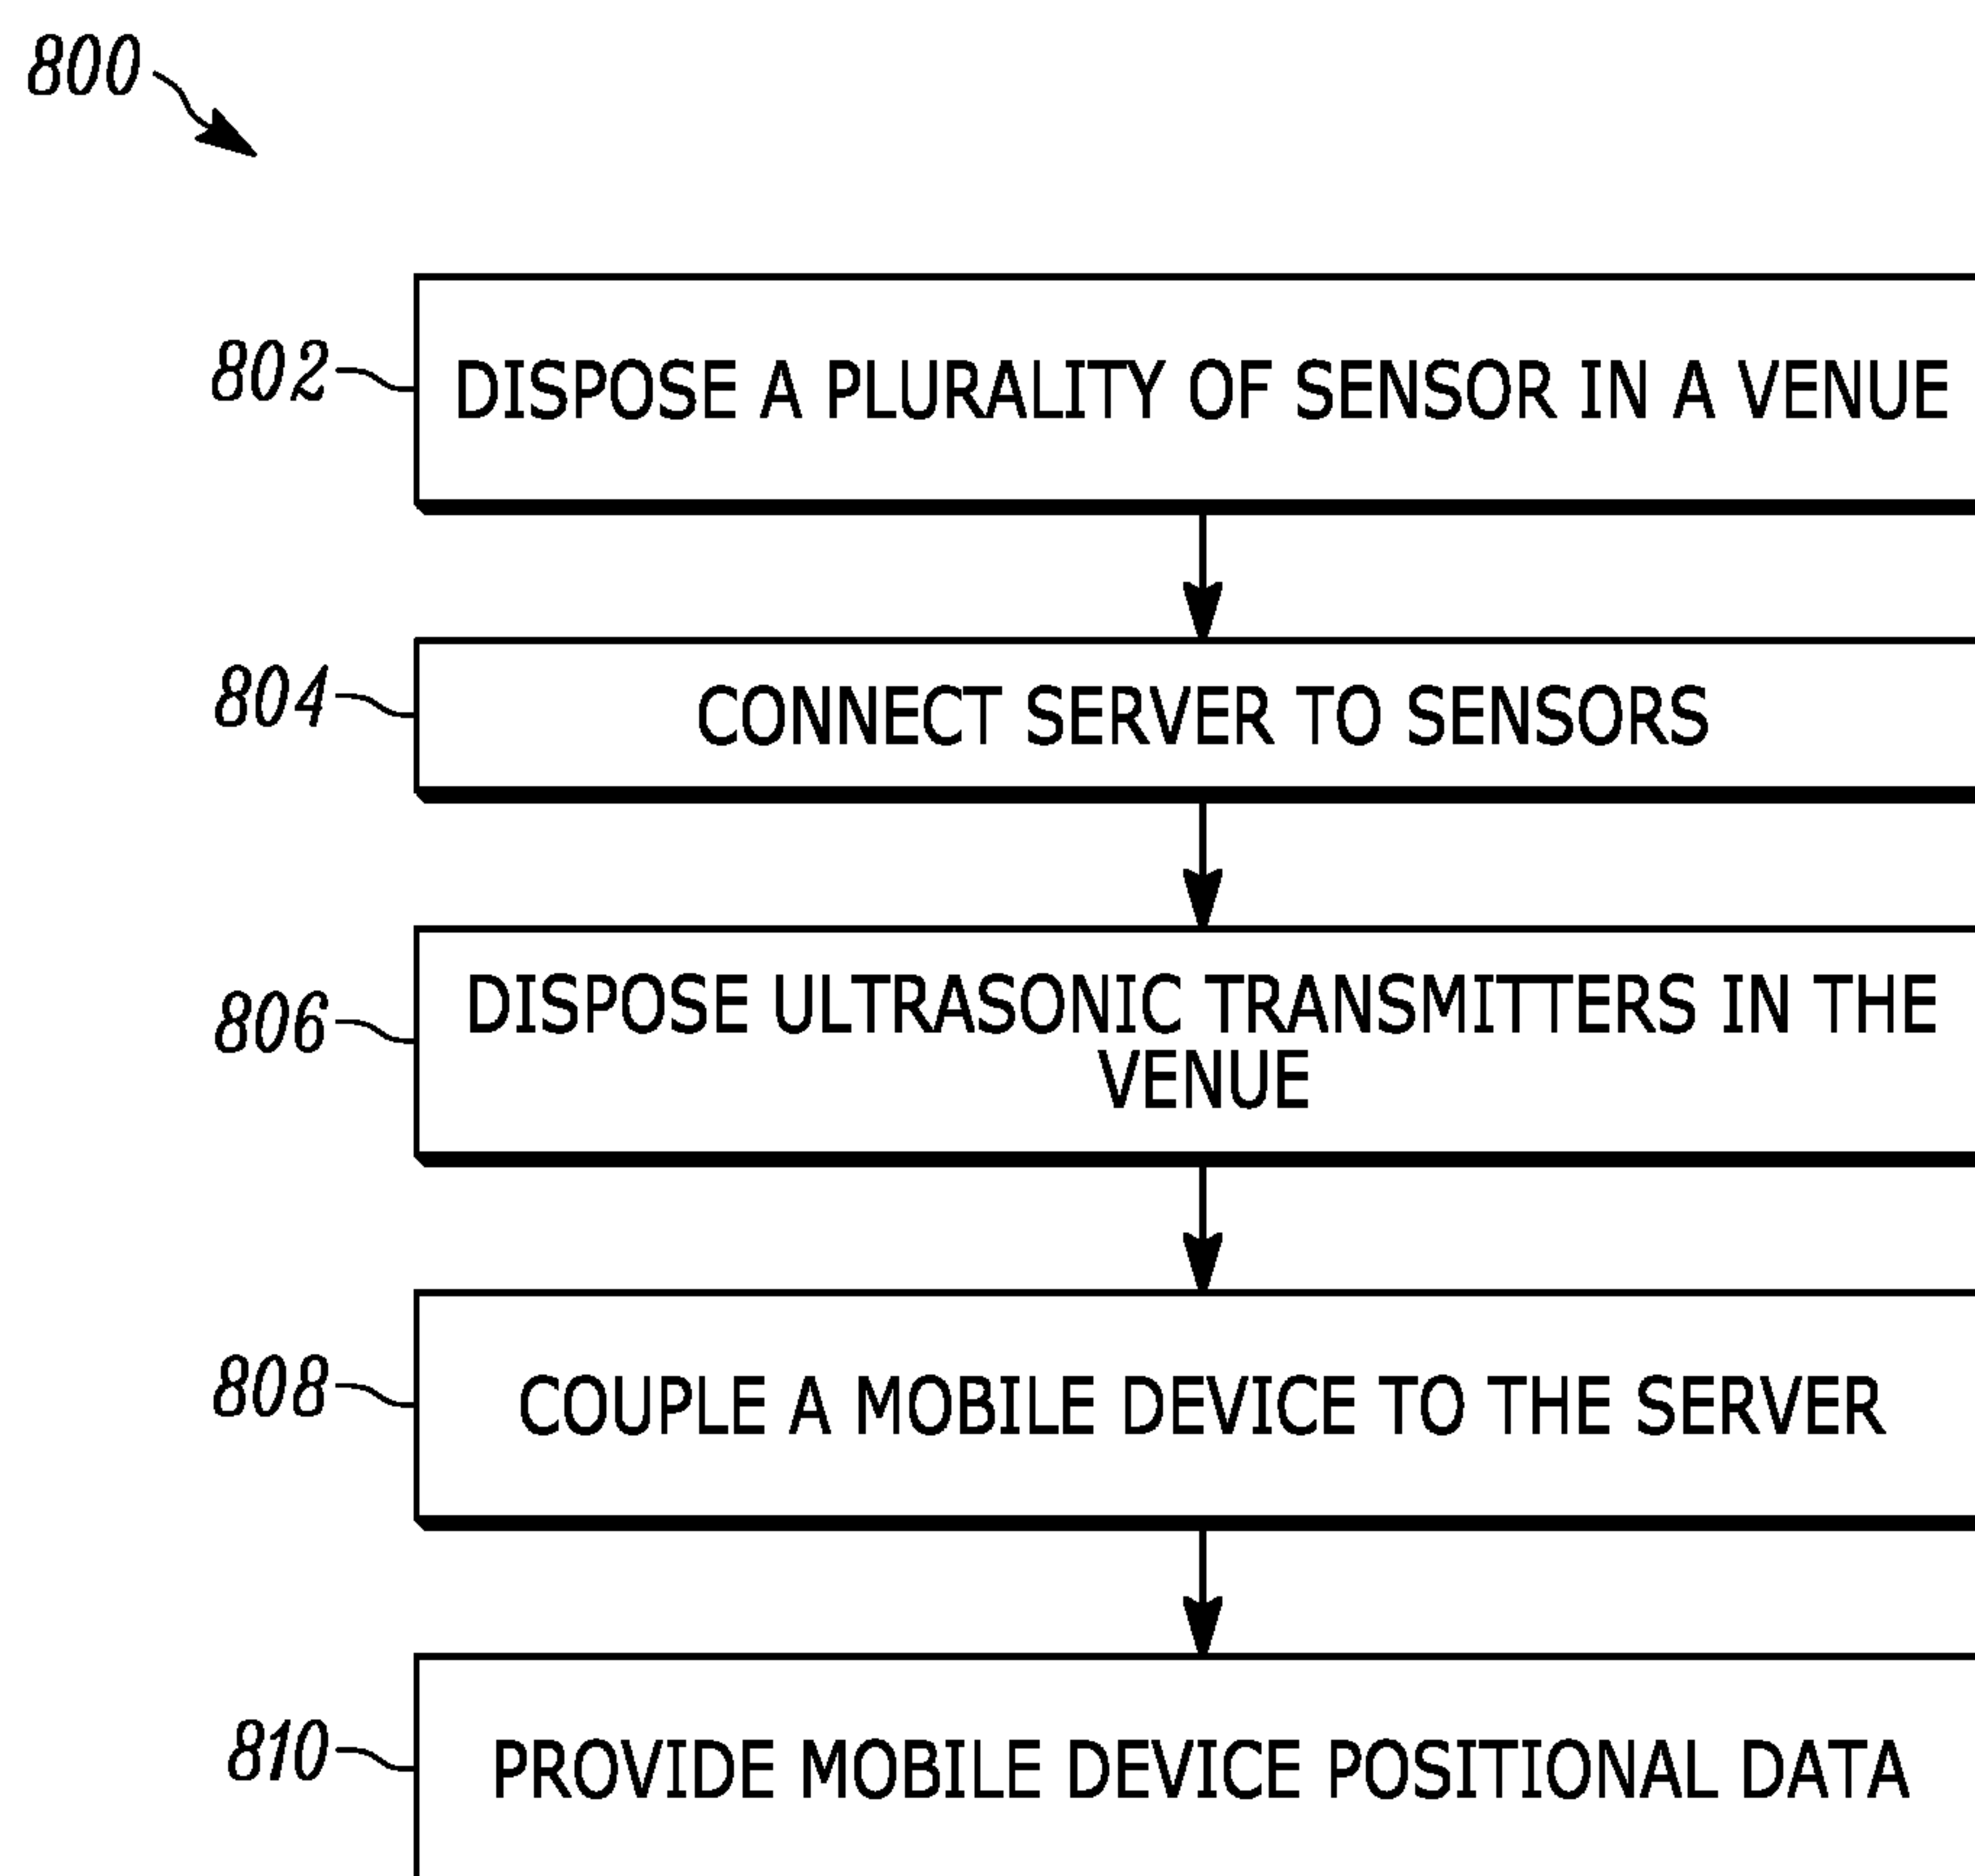 800
802
DISPOSE A PLURALITY OF SENSOR IN A VENUE
804
CONNECT SERVER TO SENSORS
806
DISPOSE ULTRASONIC TRANSMITTERS IN THE
VENUE
808
COUPLE A MOBILE DEVICE TO THE SERVER
810
PROVIDE MOBILE DEVICE POSITIONAL DATA